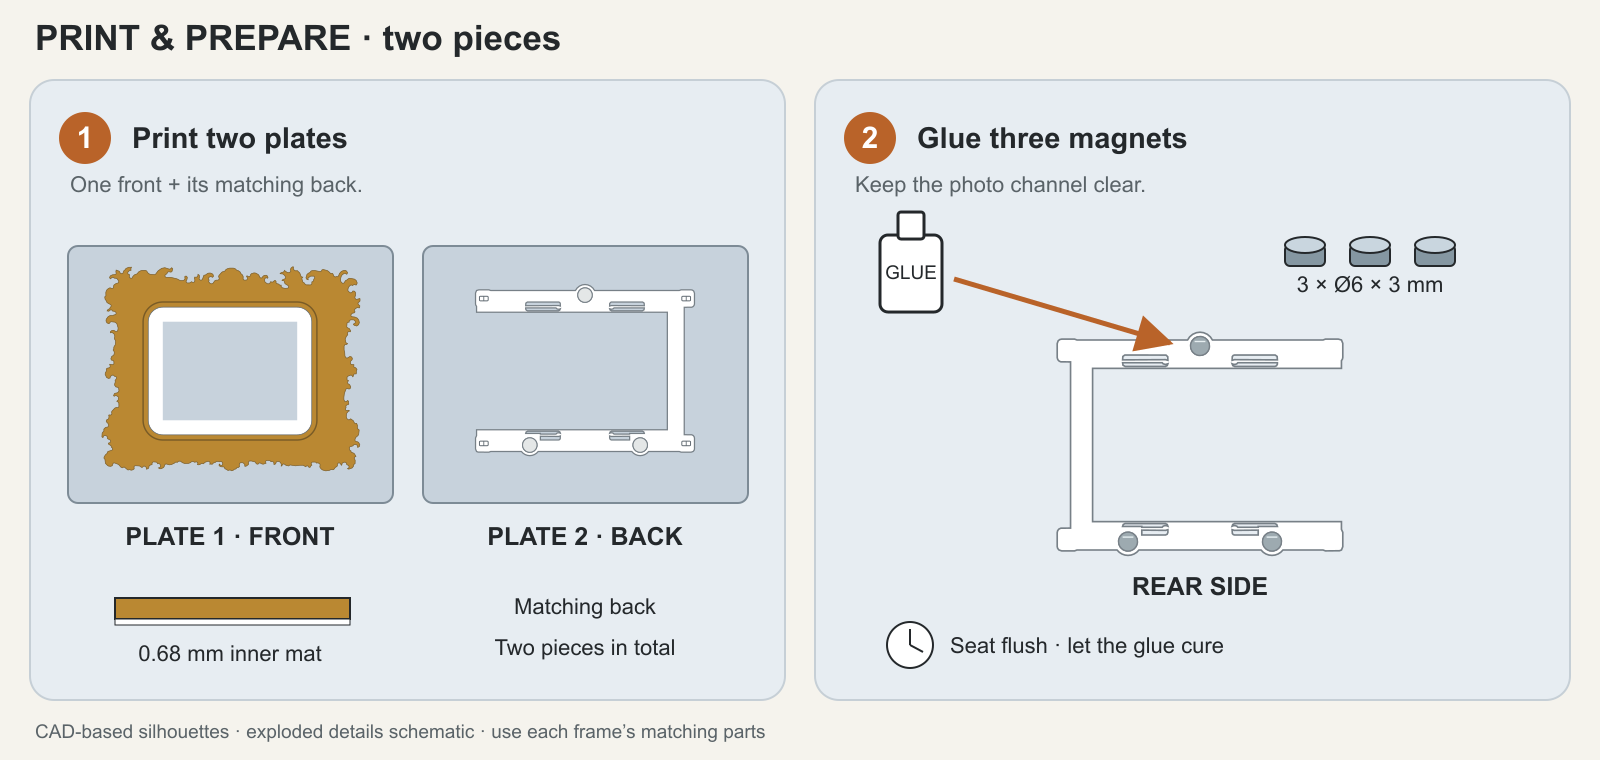 PRINT & PREPARE · two pieces
1
Print two plates
One front + its matching back.
PLATE 1 · FRONT
PLATE 2 · BACK
0.68 mm inner mat
Matching back
Two pieces in total
2
Glue three magnets
Keep the photo channel clear.
GLUE
3 × Ø6 × 3 mm
REAR SIDE
Seat flush · let the glue cure
CAD-based silhouettes · exploded details schematic · use each frame’s matching parts